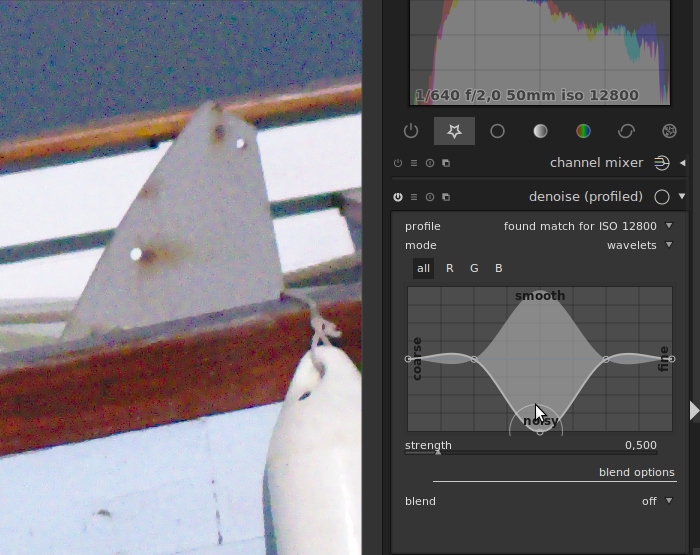 1/640 f/2,0 50mm iso 12800
channel mixer
denoise (profiled)
profile found match for ISO 12800
mode wavelets
all R G B
smooth
coarse
fine
noisy
strength 0,500
blend options
blend off